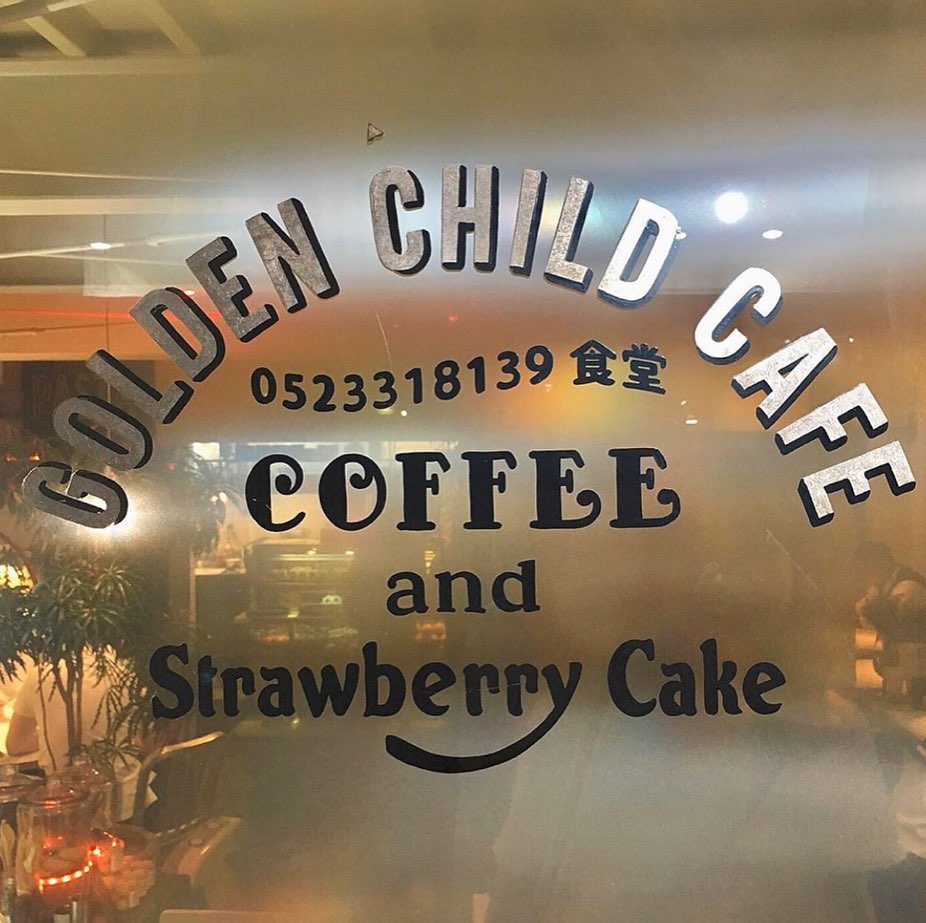 GOLDEN CHILD CAFE
0523318139 食堂
COFFEE
and
Strawberry Cake